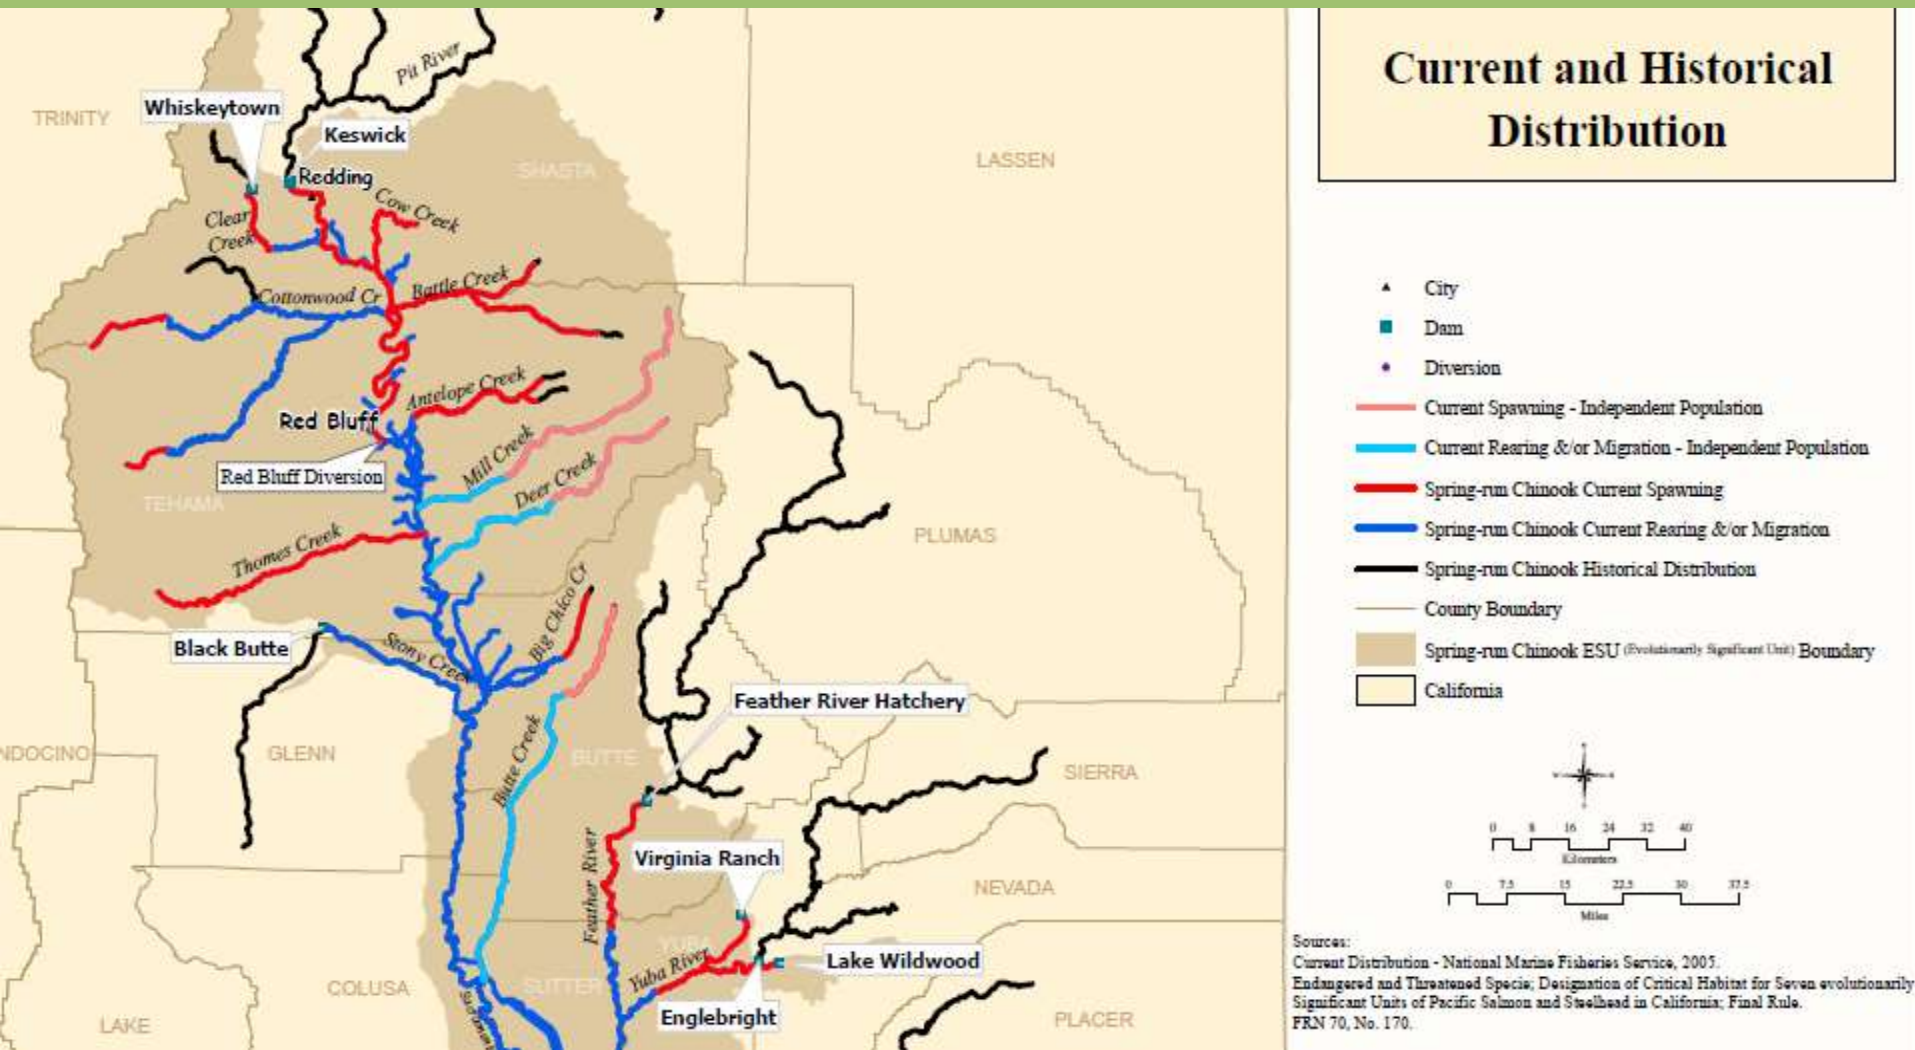 Current and Historical
Distribution
Pit River
TRINITY
Whiskeytown
Keswick
LASSEN
SHASTA
Redding
Cow Creek
Clear
Creek
Battle Creek
Cottonwood Cr
Antelope Creek
Red Bluff
Mill Creek
Red Bluff Diversion
Deer Creek
TEHAMA
PLUMAS
Thomes Creek
Big Chico Cr
Black Butte
Stony Creek
Feather River Hatchery
Butte Creek
NDOCINO
GLENN
BUTTE
SIERRA
Feather River
Virginia Ranch
NEVADA
YUBA
Yuba River
Lake Wildwood
COLUSA
SUTTER
Englebright
LAKE
PLACER
City
Dam
Diversion
Current Spawning - Independent Population
Current Rearing &/or Migration - Independent Population
Spring-run Chinook Current Spawning
Spring-run Chinook Current Rearing &/or Migration
Spring-run Chinook Historical Distribution
County Boundary
Spring-run Chinook ESU (Evolutionarily Significant Unit) Boundary
California
0 8 16 24 32 40
Kilometers
0 7.5 15 22.5 30 37.5
Miles
Sources:
Current Distribution - National Marine Fisheries Service, 2005.
Endangered and Threatened Specie; Designation of Critical Habitat for Seven evolutionarily
Significant Units of Pacific Salmon and Steelhead in California; Final Rule.
FRN 70, No. 170.